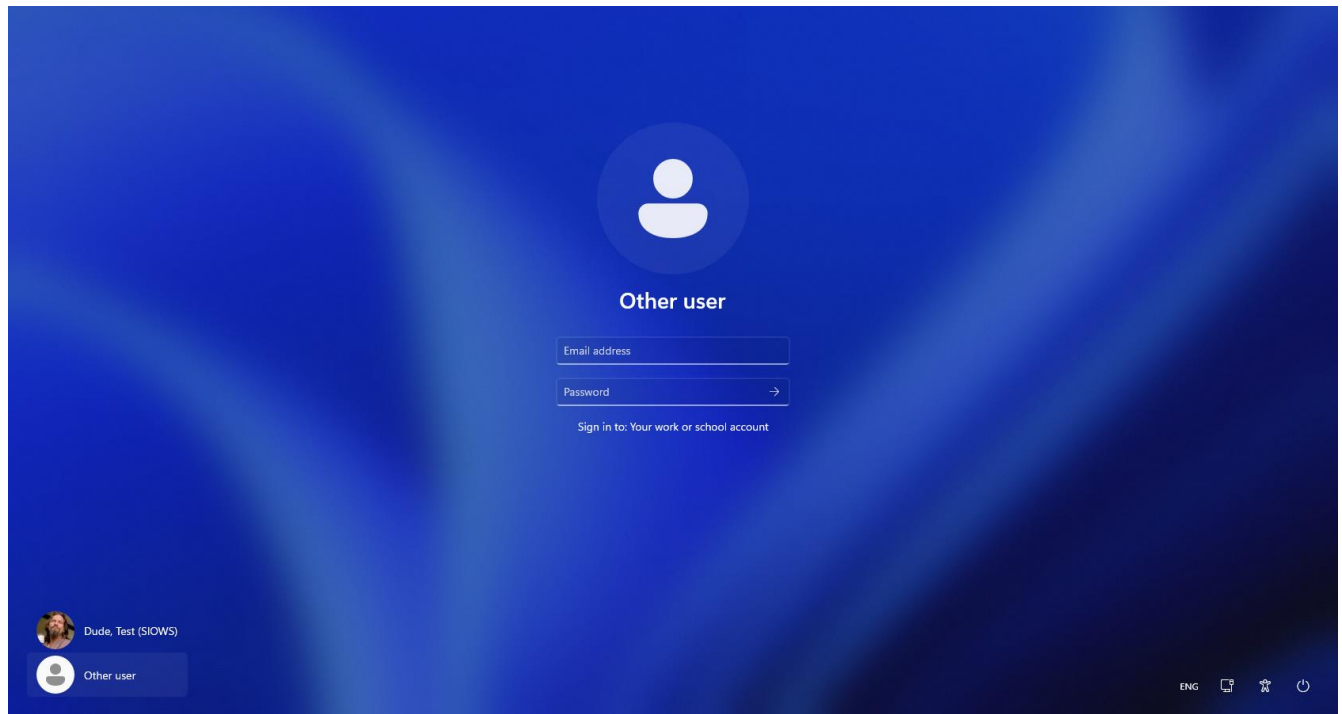 Other user
Email address
Password
Sign in to: Your work or school account
Dude, Test (SIOWS)
Other user
ENG